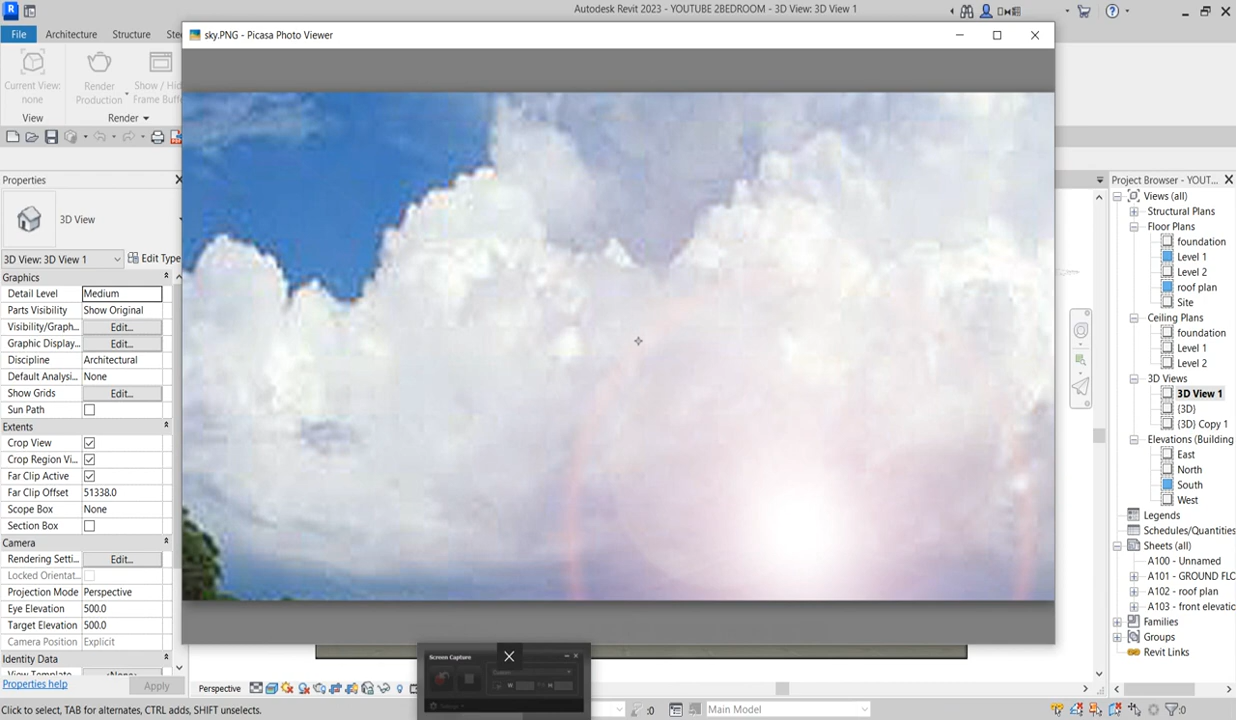 Autodesk Revit 2023 - YOUTUBE 2BEDROOM - 3D View: 3D View 1
File
Architecture
Structure
Stee
sky.PNG - Picasa Photo Viewer
Current View:
none
Render
Production
Show / Hid
Frame Buff
View
Render
Properties
3D View
3D View: 3D View 1
Edit Type
Graphics
Detail Level
Medium
Parts Visibility
Show Original
Visibility/Graph...
Edit...
Graphic Display...
Edit...
Discipline
Architectural
Default Analysi...
None
Show Grids
Edit...
Sun Path
Extents
Crop View
Crop Region Vi...
Far Clip Active
Far Clip Offset
51338.0
Scope Box
None
Section Box
Camera
Rendering Setti...
Edit...
Locked Orientat...
Projection Mode
Perspective
Eye Elevation
500.0
Target Elevation
500.0
Camera Position
Explicit
Identity Data
Properties help
Apply
Project Browser - YOUT...
Views (all)
Structural Plans
Floor Plans
foundation
Level 1
Level 2
roof plan
Site
Ceiling Plans
foundation
Level 1
Level 2
3D Views
3D View 1
{3D}
{3D} Copy 1
Elevations (Building
East
North
South
West
Legends
Schedules/Quantities
Sheets (all)
A100 - Unnamed
A101 - GROUND FLC
A102 - roof plan
A103 - front elevatic
Families
Groups
Revit Links
Screen Capture
Perspective
Click to select, TAB for alternates, CTRL adds, SHIFT unselects.
:0
Main Model
:0